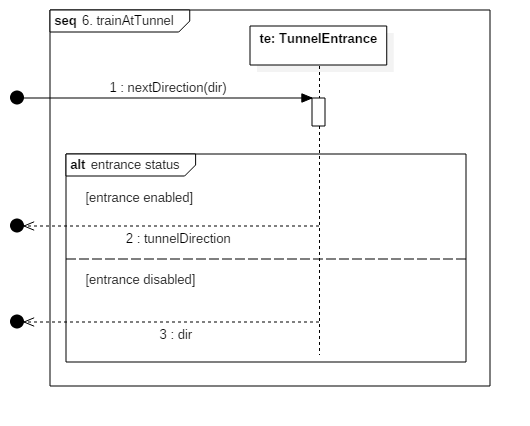 seq 6. trainAtTunnel
te: TunnelEntrance
1 : nextDirection(dir)
alt entrance status
[entrance enabled]
2 : tunnelDirection
[entrance disabled]
3 : dir